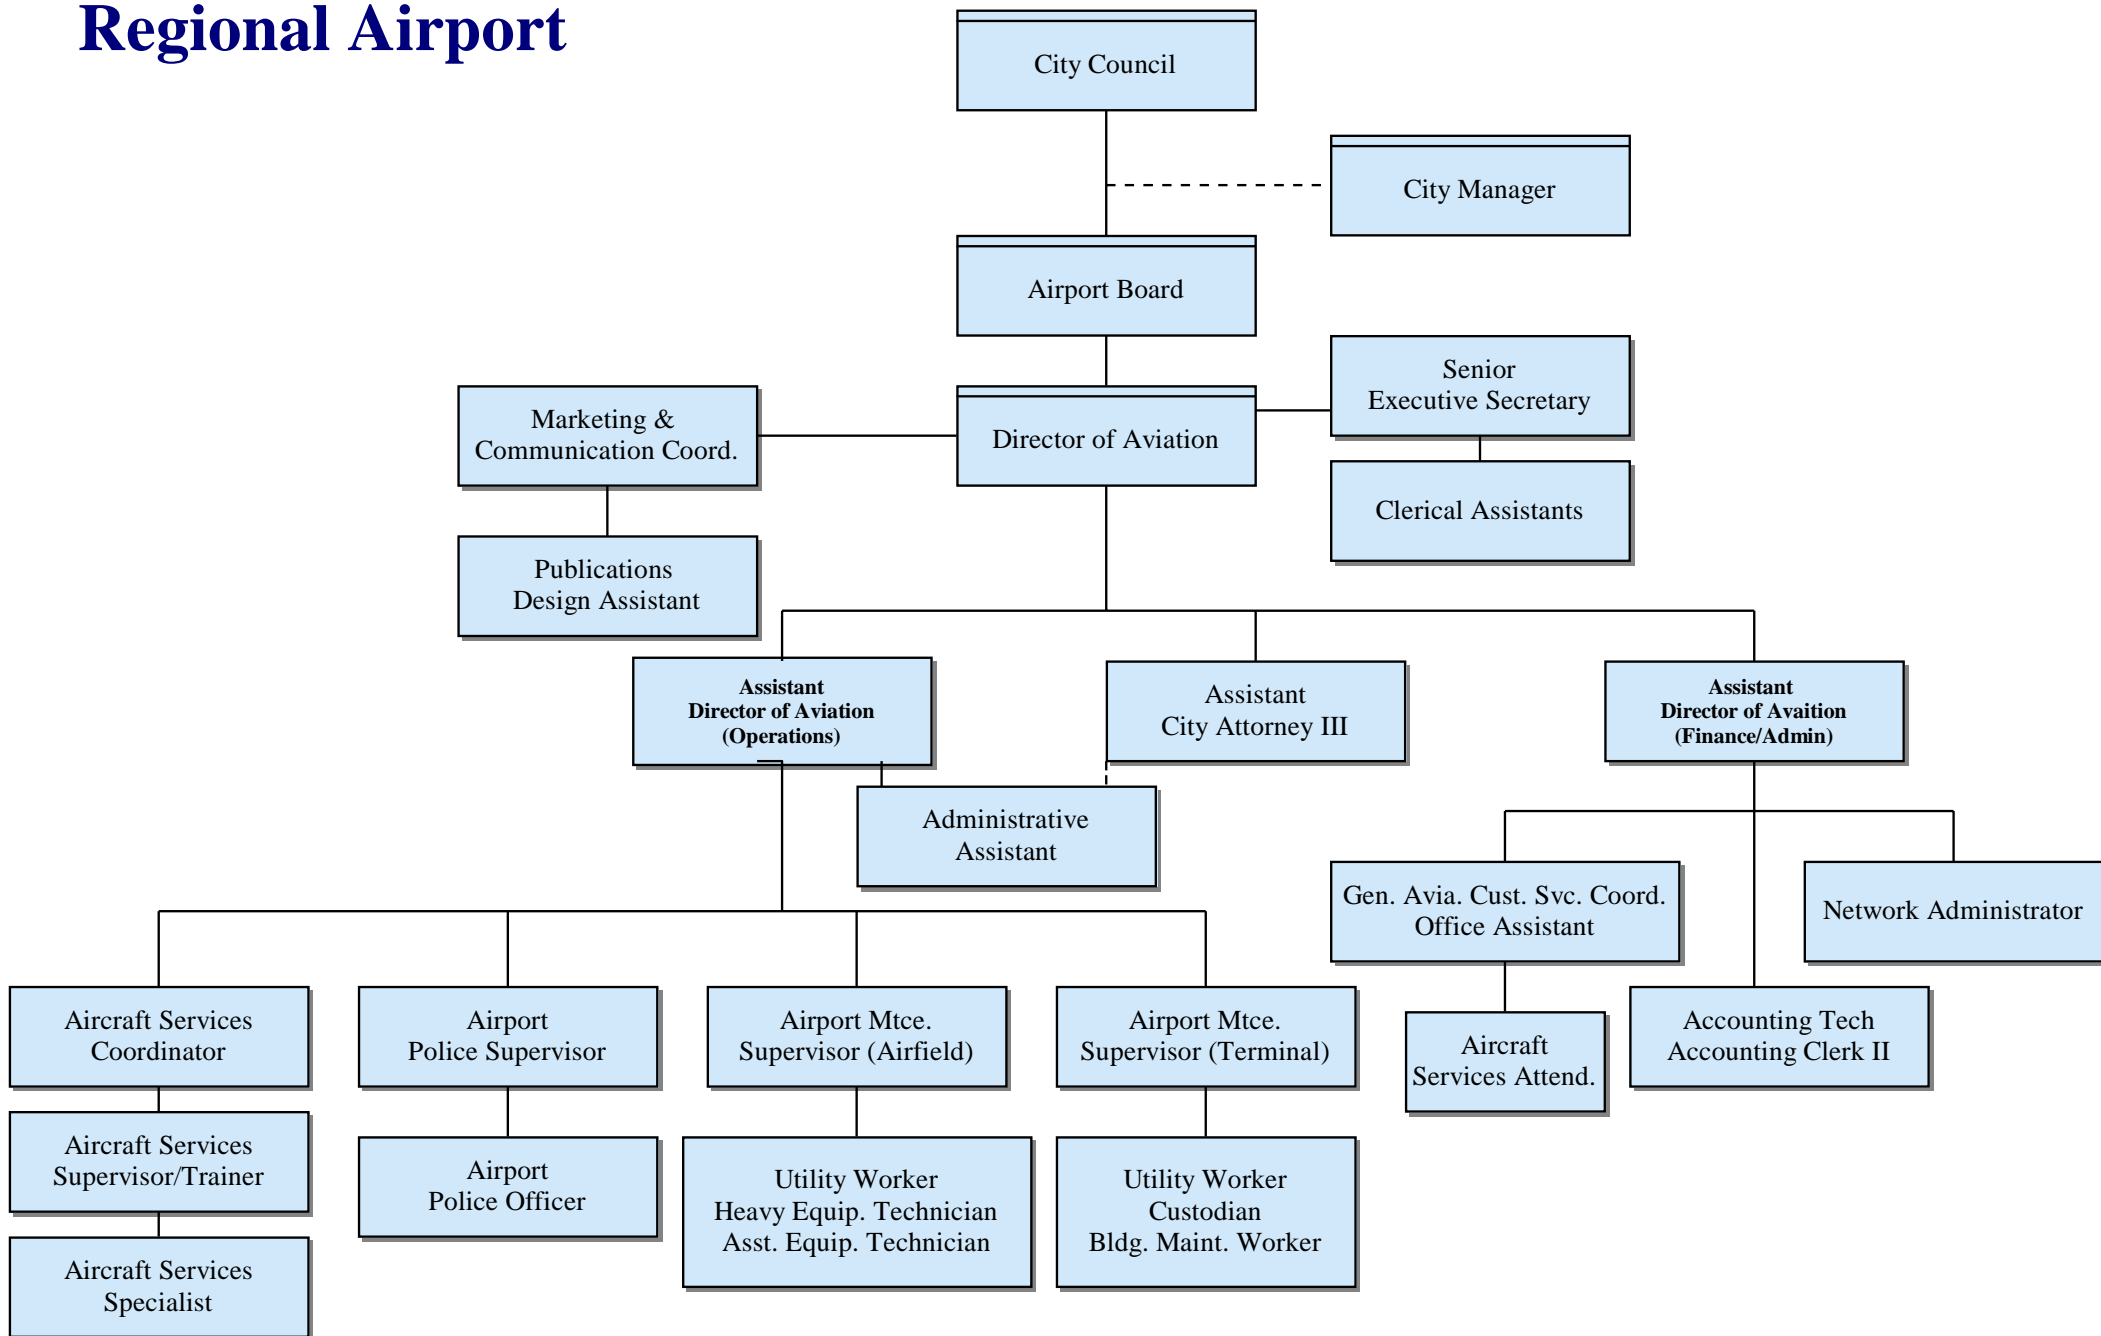 Regional Airport
City Council
City Manager
Airport Board
Senior
Executive Secretary
Marketing &
Communication Coord.
Director of Aviation
Clerical Assistants
Publications
Design Assistant
Assistant
Director of Aviation
(Operations)
Assistant
City Attorney III
Assistant
Director of Avaition
(Finance/Admin)
Administrative
Assistant
Gen. Avia. Cust. Svc. Coord.
Office Assistant
Network Administrator
Aircraft Services
Coordinator
Airport
Police Supervisor
Airport Mtce.
Supervisor (Airfield)
Airport Mtce.
Supervisor (Terminal)
Aircraft
Services Attend.
Accounting Tech
Accounting Clerk II
Aircraft Services
Supervisor/Trainer
Airport
Police Officer
Utility Worker
Heavy Equip. Technician
Asst. Equip. Technician
Utility Worker
Custodian
Bldg. Maint. Worker
Aircraft Services
Specialist